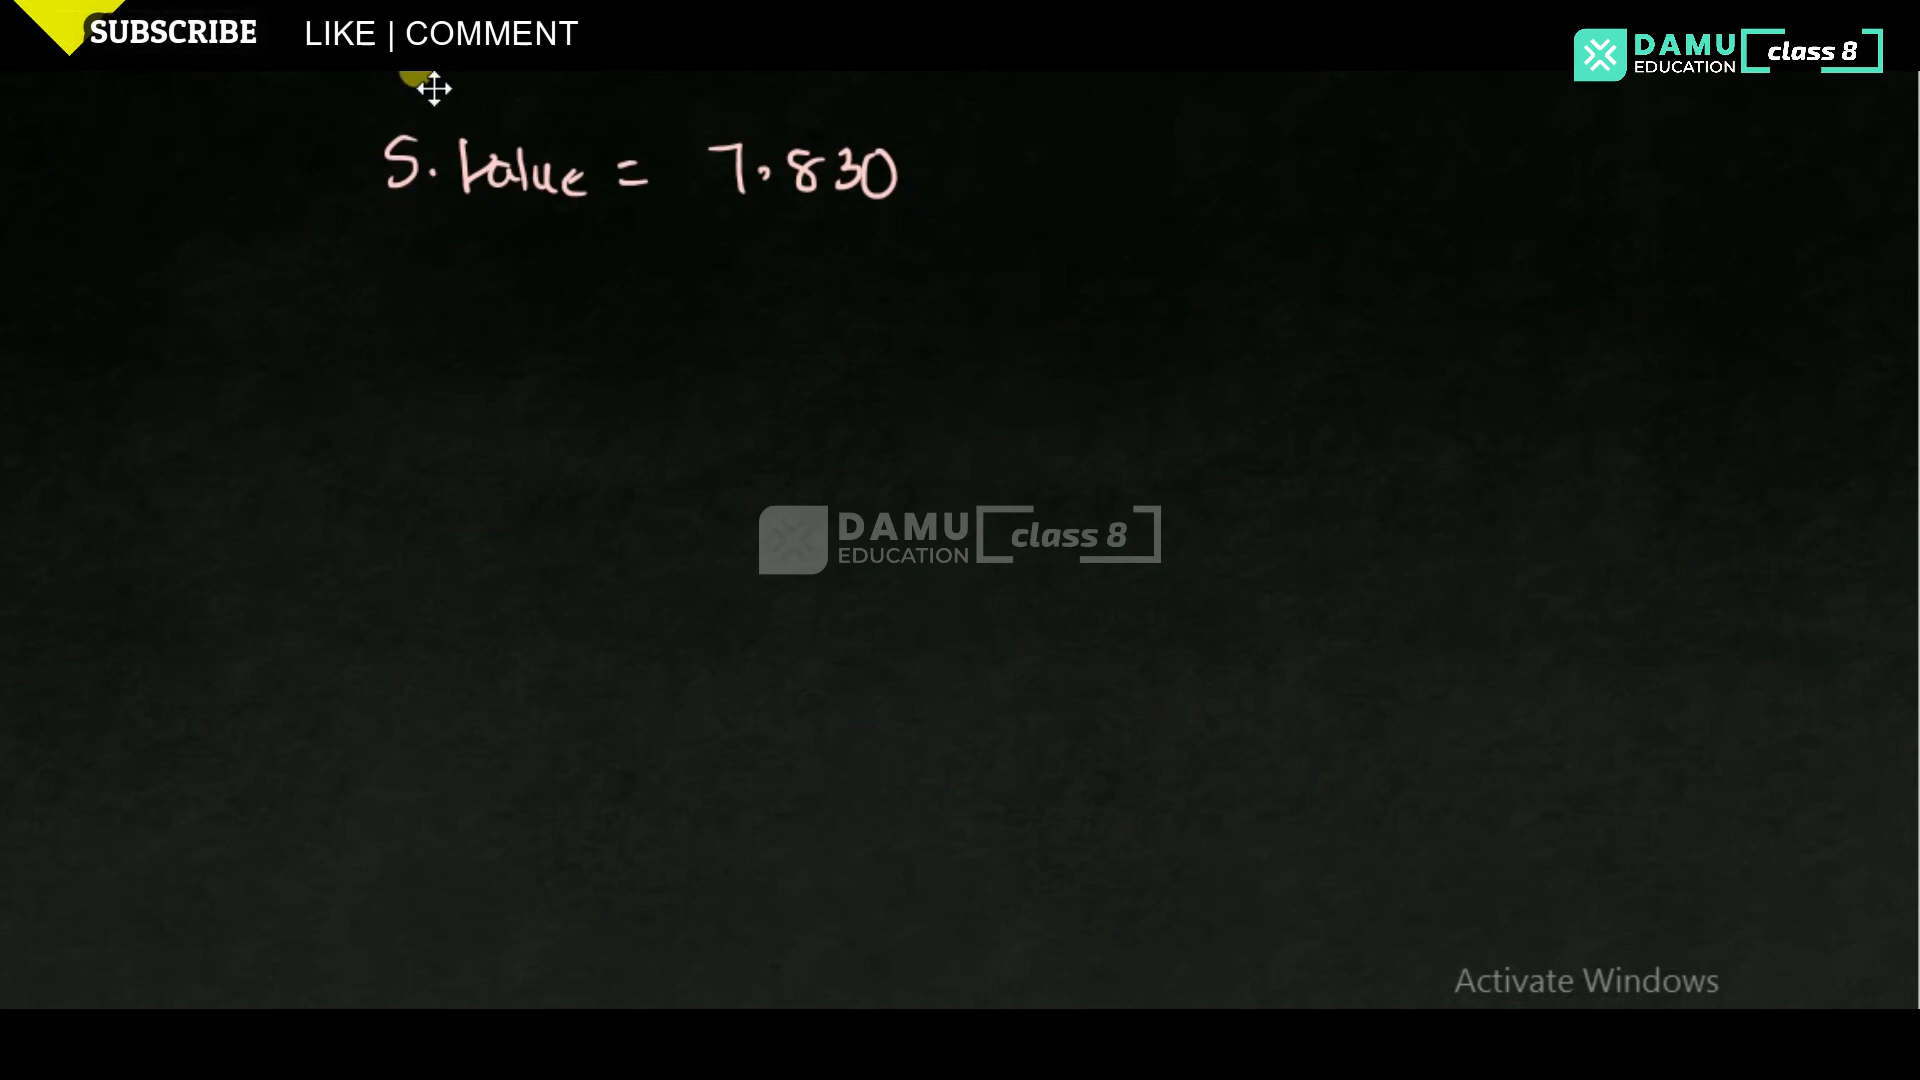 SUBSCRIBE LIKE | COMMENT
DAMU EDUCATION class 8
S. Value = 7,830
DAMU EDUCATION class 8
Activate Windows